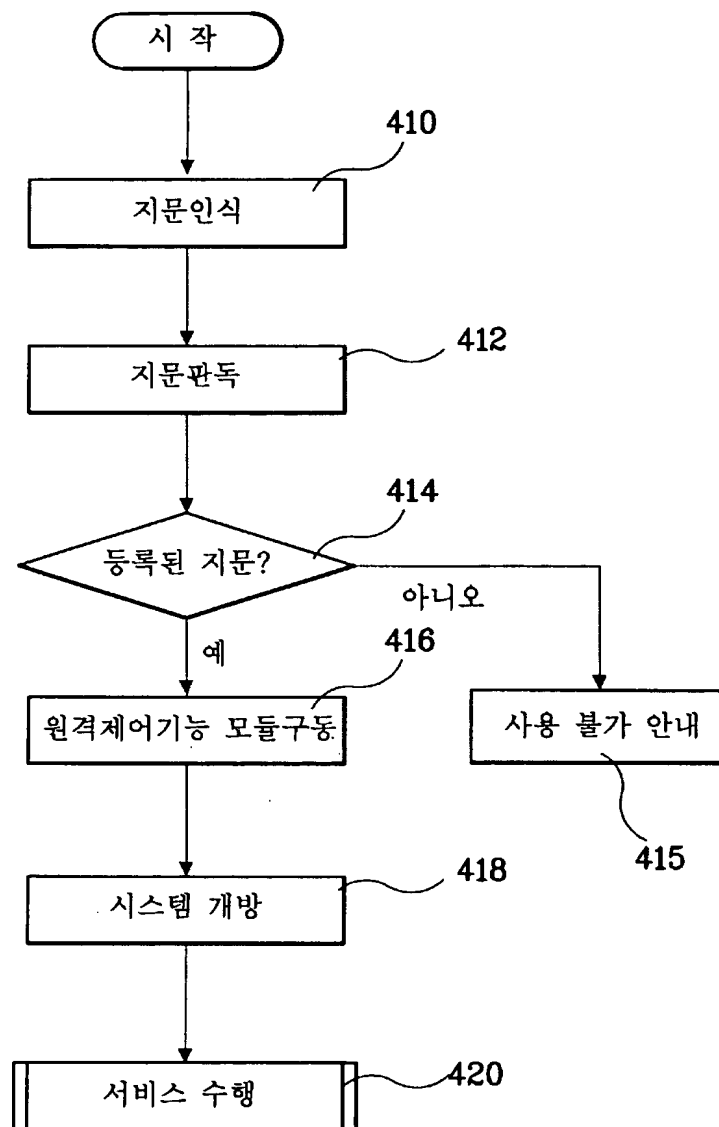 시 작
410
지문인식
412
지문판독
414
등록된 지문?
아니오
예
416
원격제어기능 모듈구동
사용 불가 안내
415
418
시스템 개방
420
서비스 수행